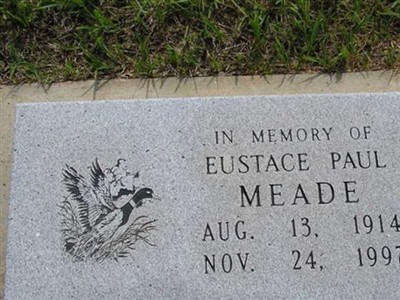 IN MEMORY OF
EUSTACE PAUL
MEADE
AUG. 13, 1914
NOV. 24, 1997